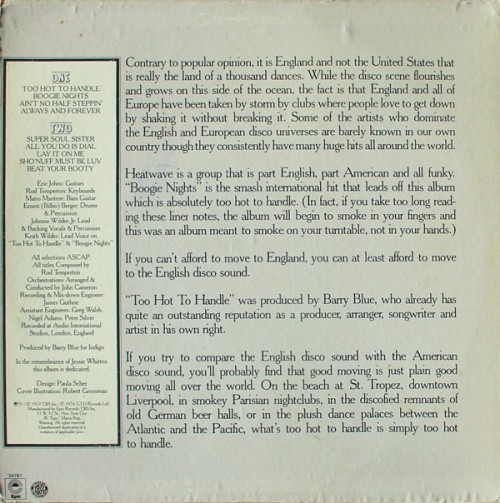 ONE
TOO HOT TO HANDLE
BOOGIE NIGHTS
AIN'T NO HALF STEPPIN'
ALWAYS AND FOREVER
TWO
SUPER SOUL SISTER
ALL YOU DO IS DIAL
LAY IT ON ME
SHO'NUFF MUST BE LUV
BEAT YOUR BOOTY
Eric Johns: Guitars
Rod Temperton: Keyboards
Mario Mantese: Bass Guitar
Ernest (Bilbo) Berger: Drums
& Percussion
Johnnie Wilder, Jr: Lead
& Backing Vocals & Percussion
Keith Wilder: Lead Voice on
"Too Hot To Handle" & "Boogie Nights"
All selections ASCAP.
All titles Composed by
Rod Temperton
Orchestrations Arranged &
Conducted by John Cameron
Recording & Mix-down Engineer:
James Guthrie
Assistant Engineers: Greg Walsh,
Nigel Adams, Peter Silver
Recorded at Audio International
Studios, London, England
Produced by Barry Blue for Indigo
In the remembrance of Jessie Whitten
this album is dedicated.
Design: Paula Scher
Cover Illustration: Robert Grossman
Contrary to popular opinion, it is England and not the United States that
is really the land of a thousand dances. While the disco scene flourishes
and grows on this side of the ocean, the fact is that England and all of
Europe have been taken by storm by clubs where people love to get down
by shaking it without breaking it. Some of the artists who dominate
the English and European disco universes are barely known in our own
country though they consistently have many huge hits all around the world.
Heatwave is a group that is part English, part American and all funky.
"Boogie Nights" is the smash international hit that leads off this album
which is absolutely too hot to handle. (In fact, if you take too long read-
ing these liner notes, the album will begin to smoke in your fingers and
this was an album meant to smoke on your turntable, not in your hands.)
If you can't afford to move to England, you can at least afford to move
to the English disco sound.
"Too Hot To Handle" was produced by Barry Blue, who already has
quite an outstanding reputation as a producer, arranger, songwriter and
artist in his own right.
If you try to compare the English disco sound with the American
disco sound, you'll probably find that good moving is just plain good
moving all over the world. On the beach at St. Tropez, downtown
Liverpool, in smokey Parisian nightclubs, in the discofied remnants of
old German beer halls, or in the plush dance palaces between the
Atlantic and the Pacific, what's too hot to handle is simply too hot
to handle.